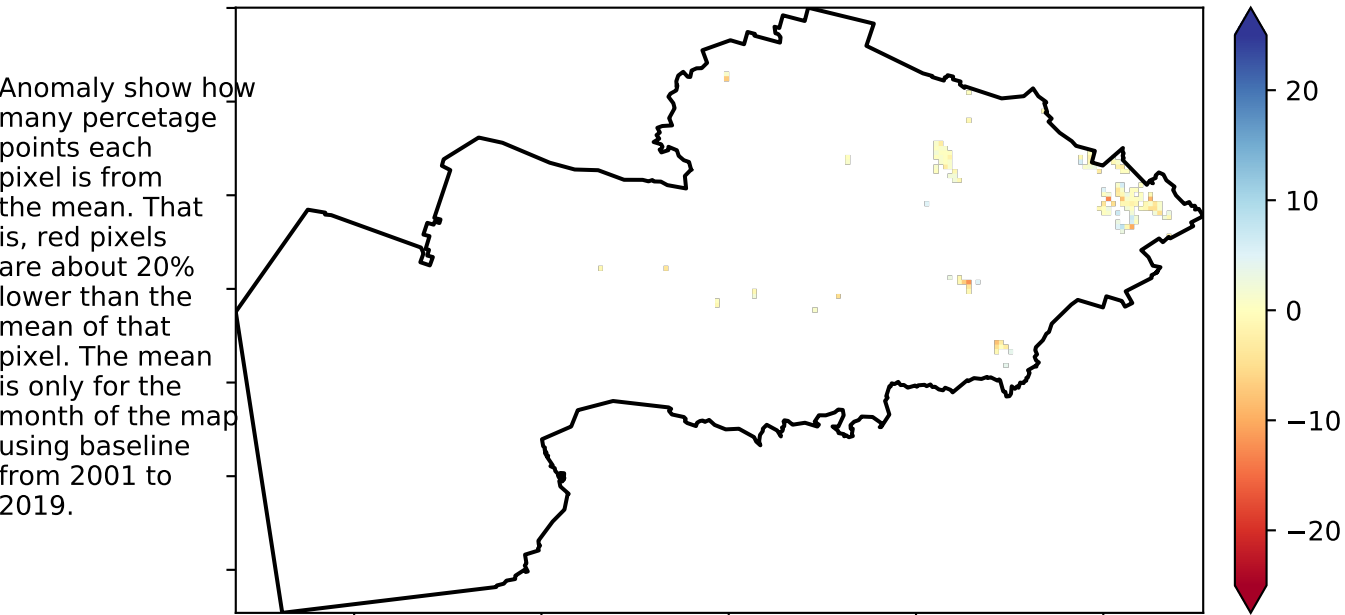 Anomaly show how
many percetage
points each
pixel is from
the mean. That
is, red pixels
are about 20%
lower than the
mean of that
pixel. The mean
is only for the
month of the map
using baseline
from 2001 to
2019.
20
10
0
−10
−20